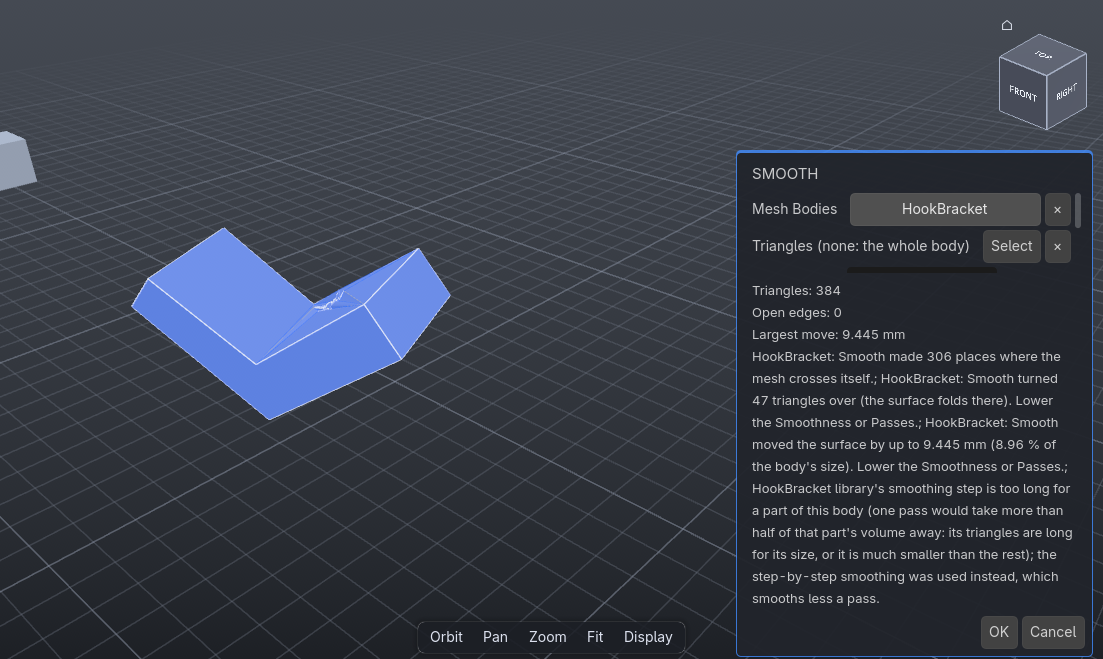 TOP
FRONT
RIGHT
SMOOTH
Mesh Bodies HookBracket ×
Triangles (none: the whole body) Select ×
Triangles: 384
Open edges: 0
Largest move: 9.445 mm
HookBracket: Smooth made 306 places where the
mesh crosses itself.; HookBracket: Smooth turned
47 triangles over (the surface folds there). Lower
the Smoothness or Passes.; HookBracket: Smooth
moved the surface by up to 9.445 mm (8.96 % of
the body's size). Lower the Smoothness or Passes.;
HookBracket library's smoothing step is too long for
a part of this body (one pass would take more than
half of that part's volume away: its triangles are long
for its size, or it is much smaller than the rest); the
step-by-step smoothing was used instead, which
smooths less a pass.
OK Cancel
Orbit Pan Zoom Fit Display